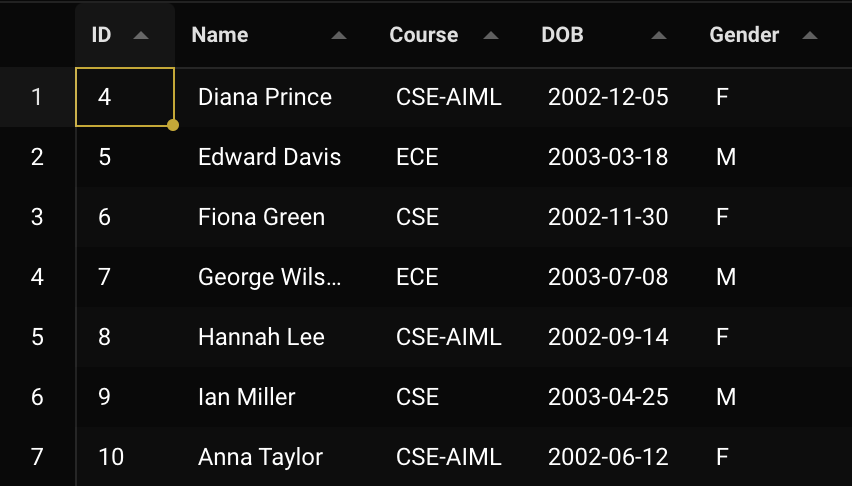 ID Name Course DOB Gender
1 4 Diana Prince CSE-AIML 2002-12-05 F
2 5 Edward Davis ECE 2003-03-18 M
3 6 Fiona Green CSE 2002-11-30 F
4 7 George Wils... ECE 2003-07-08 M
5 8 Hannah Lee CSE-AIML 2002-09-14 F
6 9 Ian Miller CSE 2003-04-25 M
7 10 Anna Taylor CSE-AIML 2002-06-12 F